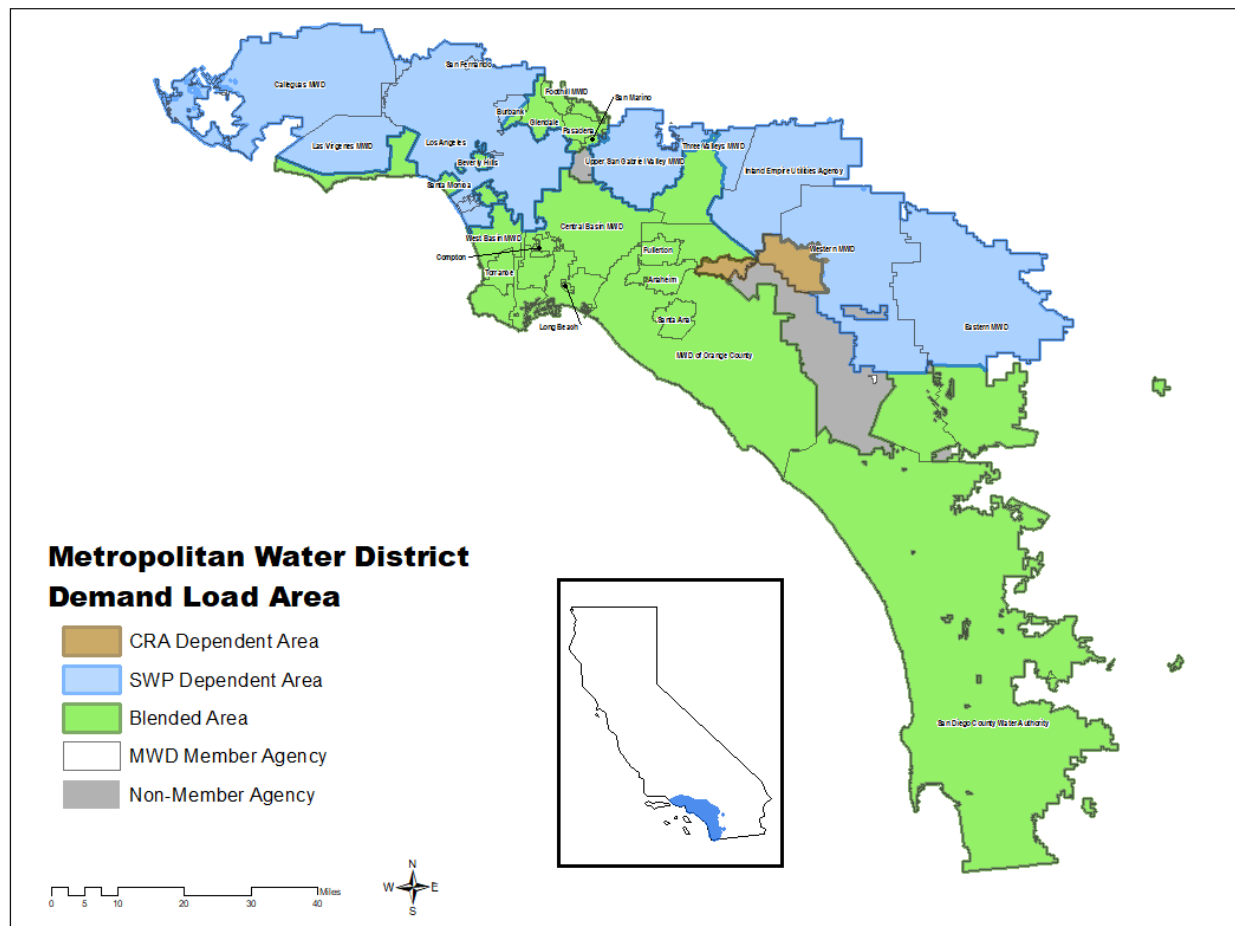 San Fernando
Calleguas MWD
Foothill MWD
San Marino
Burbank
Glendale
Pasadena
Las Virgenes MWD
Los Angeles
Beverly Hills
Upper San Gabriel Valley MWD
Three Valleys MWD
Inland Empire Utilities Agency
Santa Monica
West Basin MWD
Central Basin MWD
Compton
Fullerton
Western MWD
Torrance
Anaheim
Long Beach
Santa Ana
Eastern MWD
MWD of Orange County
San Diego County Water Authority
Metropolitan Water District
Demand Load Area
CRA Dependent Area
SWP Dependent Area
Blended Area
MWD Member Agency
Non-Member Agency
Miles
0 5 10 20 30 40
N
W E
S